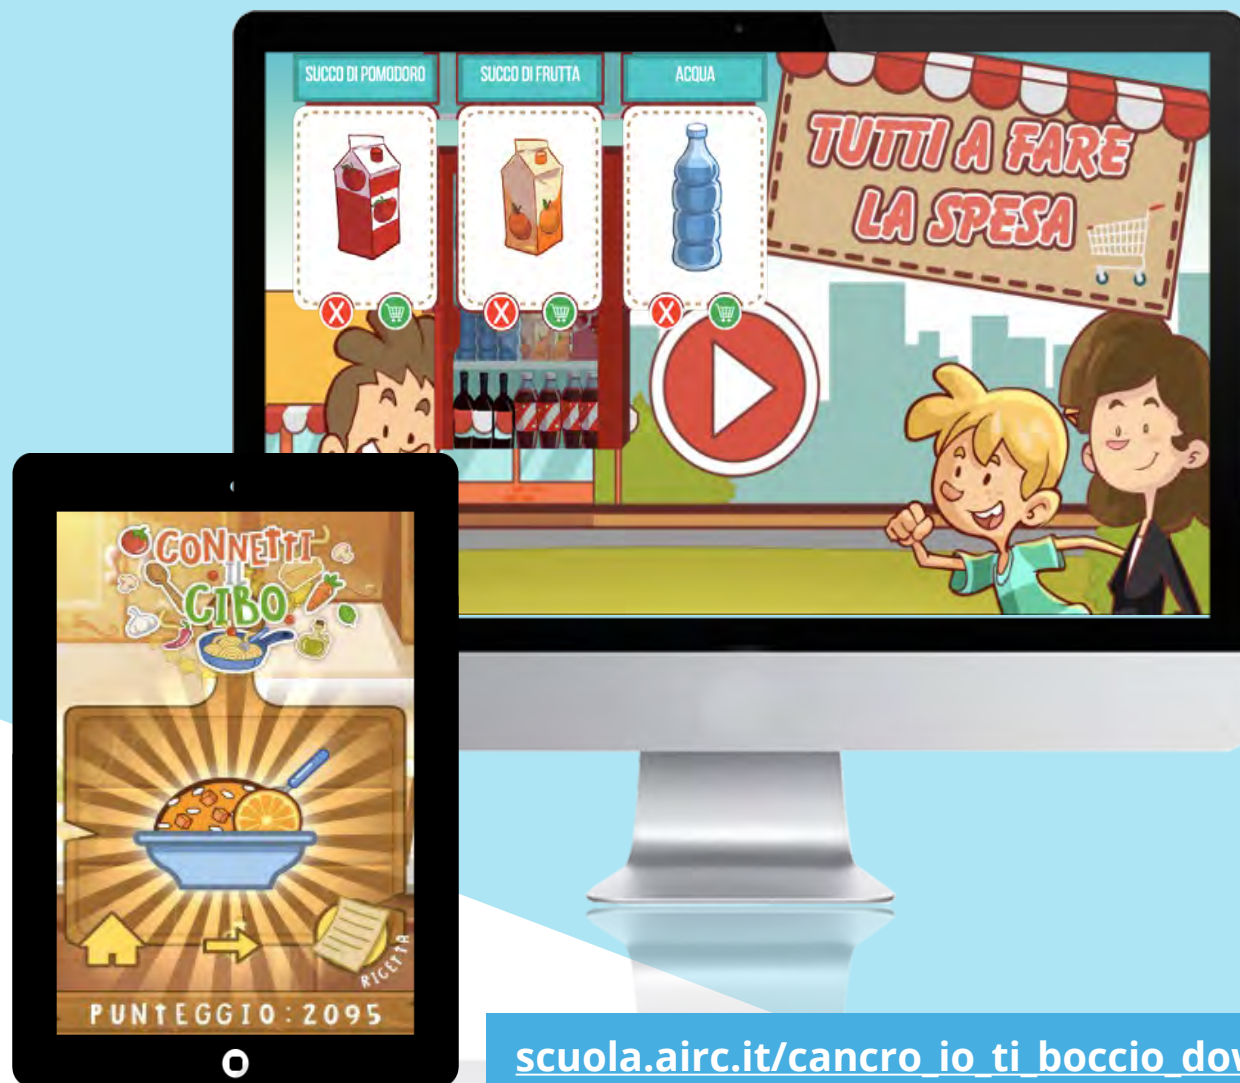 SUCCO DI POMODORO
SUCCO DI FRUTTA
ACQUA
TUTTI A FARE
LA SPESA
CONNETTI
IL
CIBO
RICETTA
PUNTEGGIO: 2095
scuola.airc.it/cancro_io_ti_boccio_dov